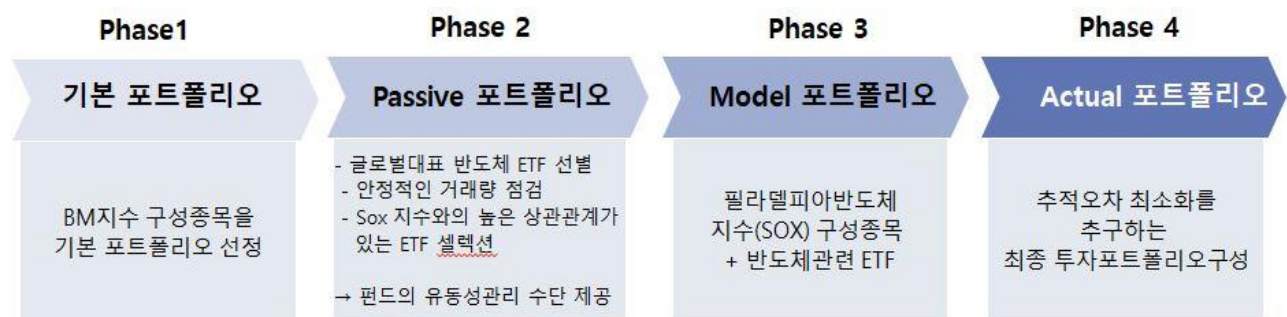 Phase1
기본 포트폴리오
BM지수 구성종목을
기본 포트폴리오 선정
Phase 2
Passive 포트폴리오
- 글로벌대표 반도체 ETF 선별
- 안정적인 거래량 점검
- Sox 지수와의 높은 상관관계가
있는 ETF 셀렉션
→ 펀드의 유동성관리 수단 제공
Phase 3
Model 포트폴리오
필라델피아반도체
지수(SOX) 구성종목
+ 반도체관련 ETF
Phase 4
Actual 포트폴리오
추적오차 최소화를
추구하는
최종 투자포트폴리오구성